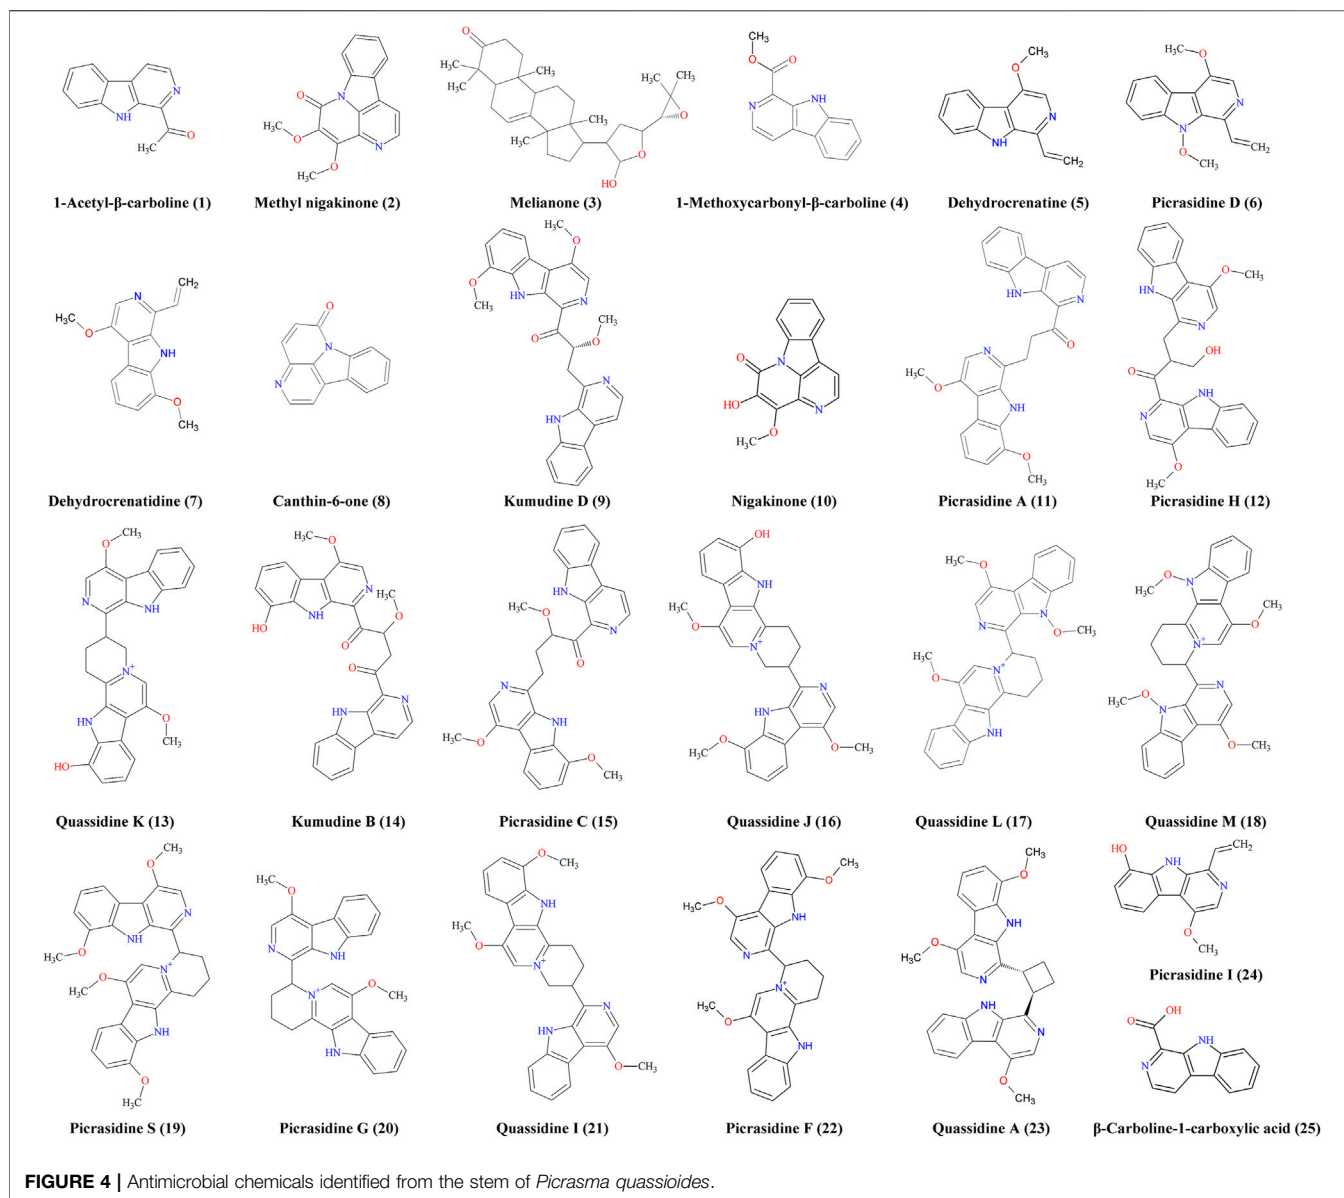 1-Acetyl-β-carboline (1)
Methyl nigakinone (2)
Melianone (3)
1-Methoxycarbonyl-β-carboline (4)
Dehydrocrenatine (5)
Picrasidine D (6)
Dehydrocrenatidine (7)
Canthin-6-one (8)
Kumudine D (9)
Nigakinone (10)
Picrasidine A (11)
Picrasidine H (12)
Quassidine K (13)
Kumudine B (14)
Picrasidine C (15)
Quassidine J (16)
Quassidine L (17)
Quassidine M (18)
Picrasidine S (19)
Picrasidine G (20)
Quassidine I (21)
Picrasidine F (22)
Quassidine A (23)
Picrasidine I (24)
β-Carboline-1-carboxylic acid (25)
FIGURE 4 | Antimicrobial chemicals identified from the stem of Picrasma quassioides.